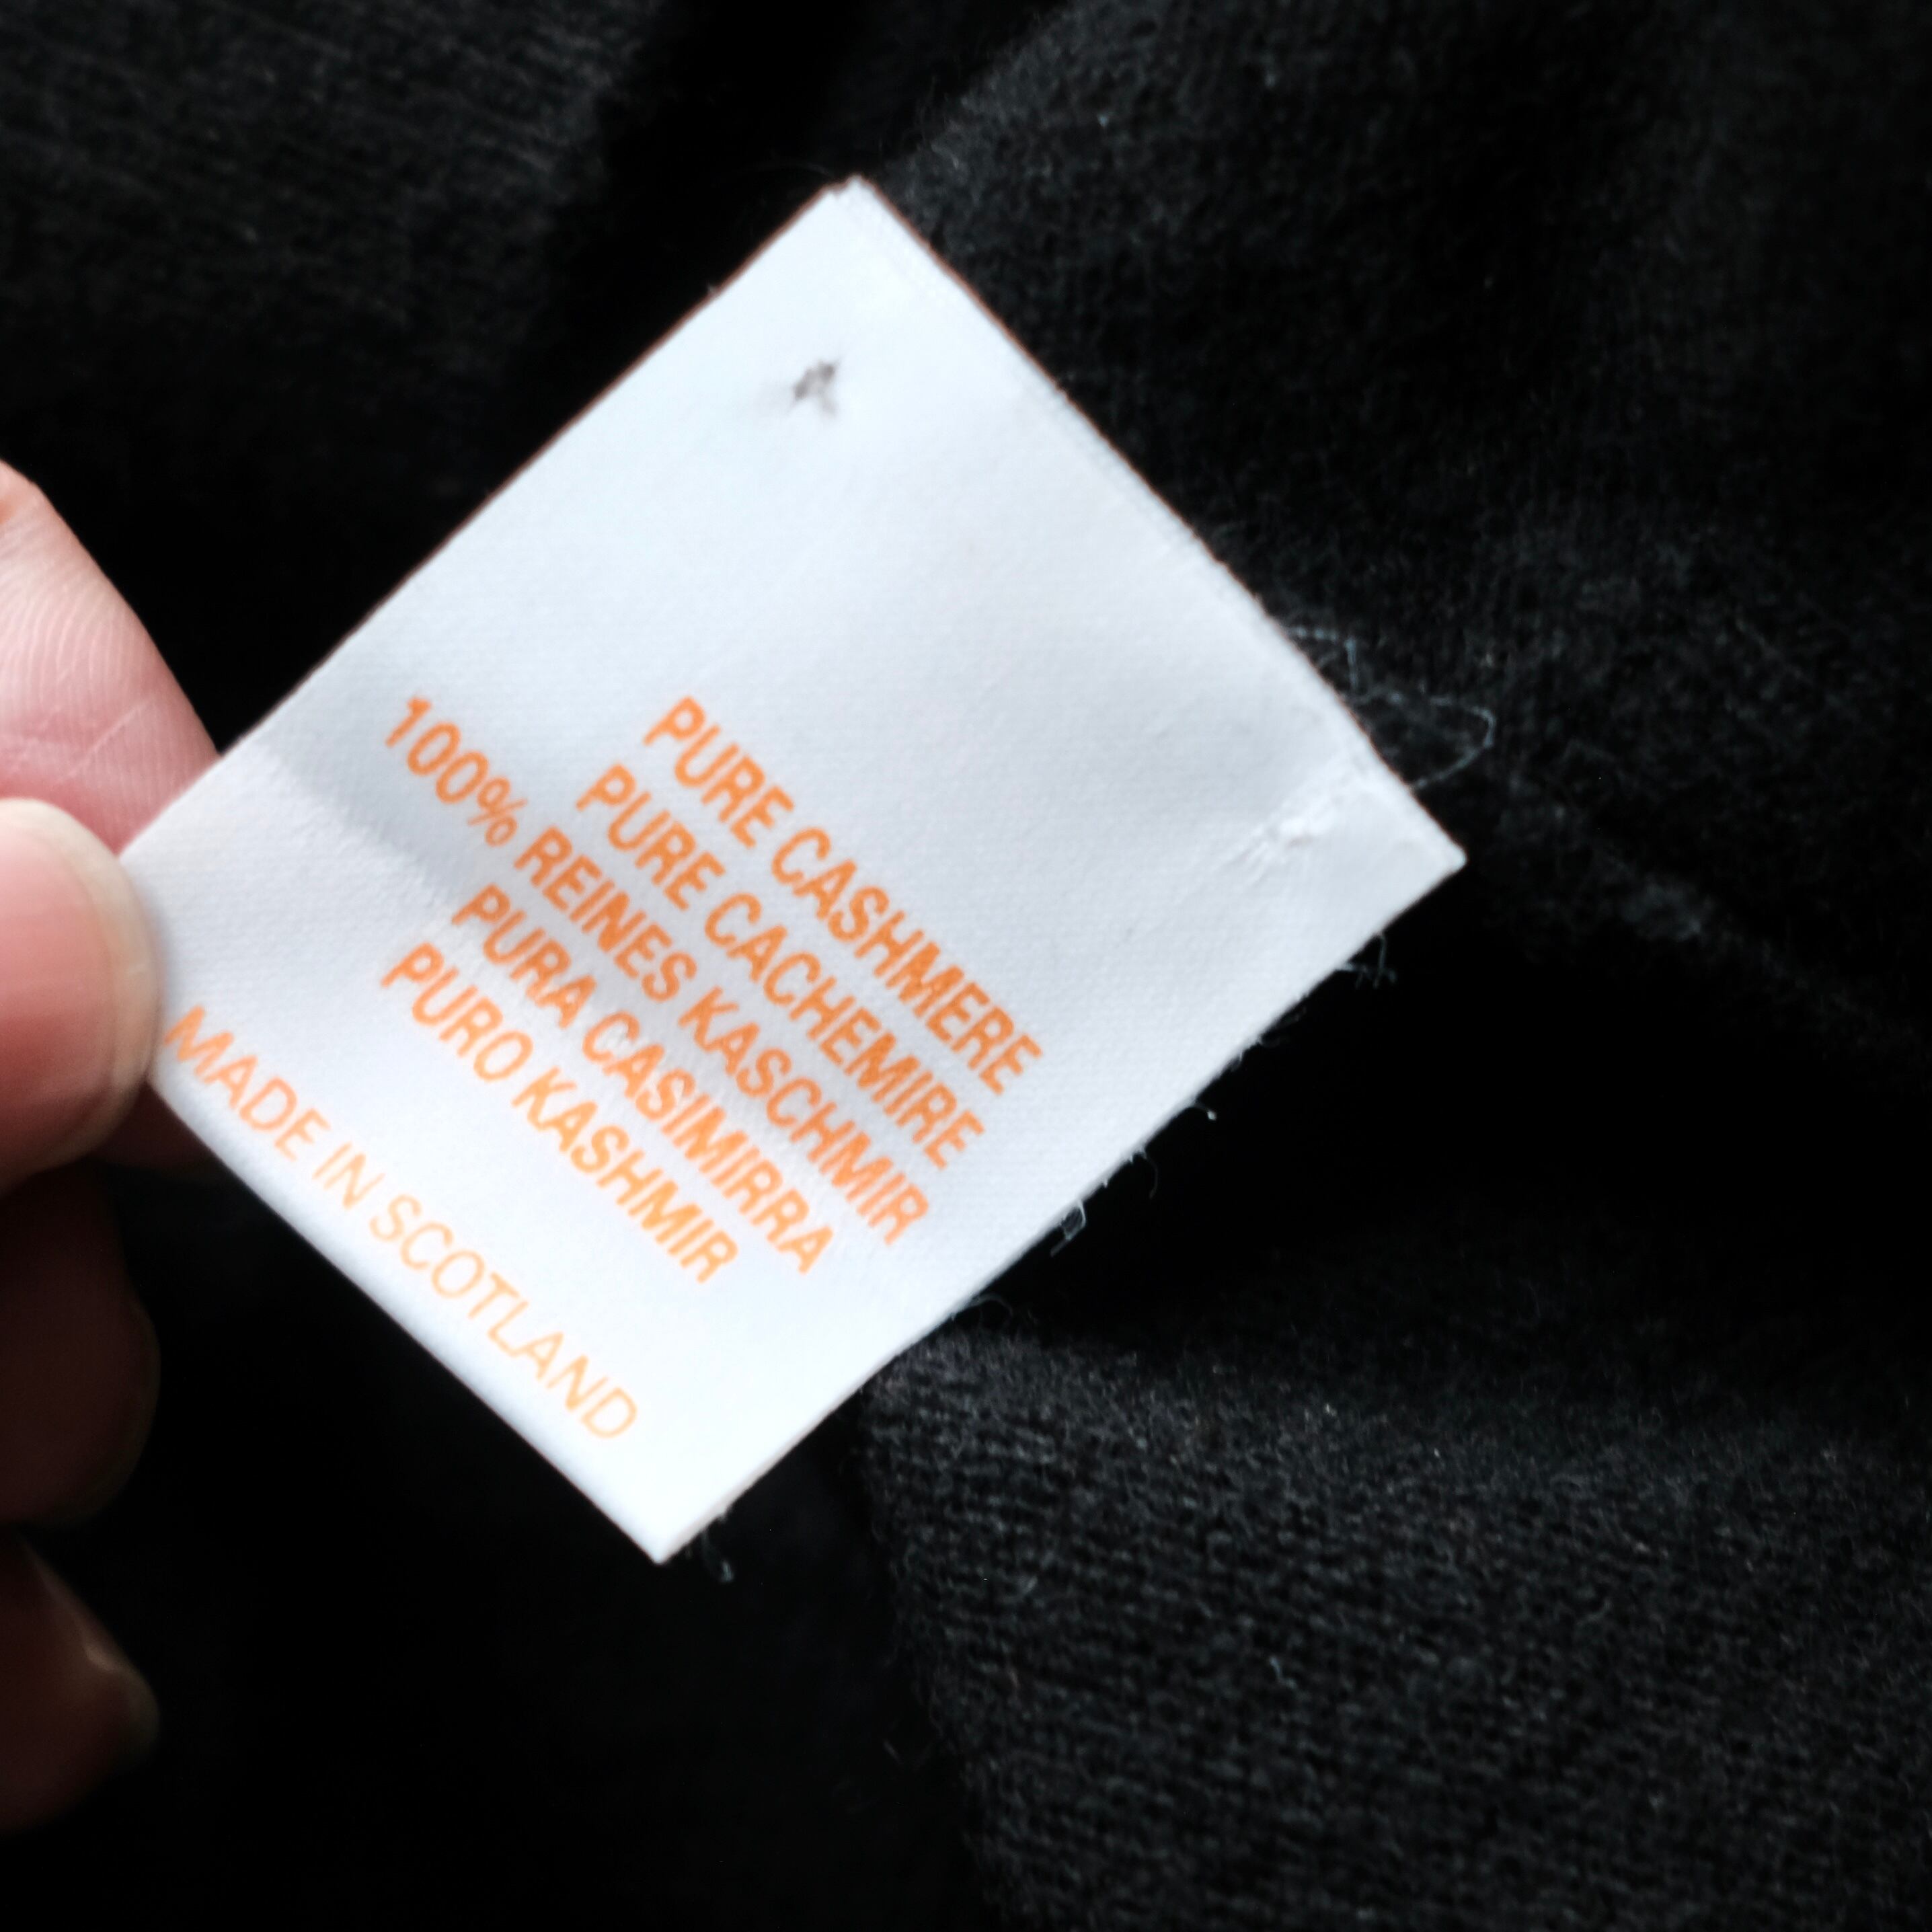 PURE CASHMERE
PURE CACHEMIRE
100% REINES KASCHMIR
PURA CASIMIRRA
PURO KASHMIR
MADE IN SCOTLAND